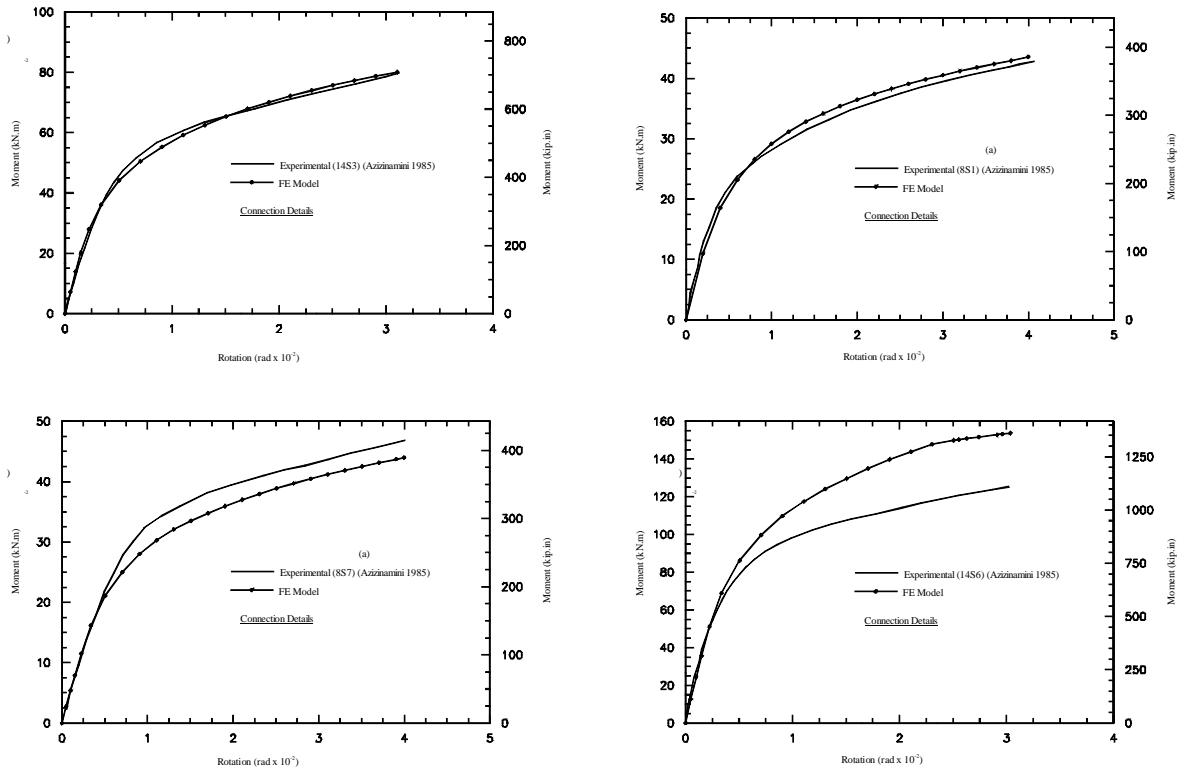 100
80
60
40
20
0
800
600
400
200
0
0 1 2 3 4
)
-2
Moment (kN.m)
Moment (kip.in)
Experimental (14S3) (Azizinamini 1985)
FE Model
Connection Details
Rotation (rad x 10-2)
50
40
30
20
10
0
400
300
200
100
0
0 1 2 3 4 5
Moment (kN.m)
Moment (kip.in)
(a)
Experimental (8S1) (Azizinamini 1985)
FE Model
Connection Details
Rotation (rad x 10-2)
50
40
30
20
10
0
400
300
200
100
0
0 1 2 3 4 5
)
-2
Moment (kN.m)
Moment (kip.in)
(a)
Experimental (8S7) (Azizinamini 1985)
FE Model
Connection Details
Rotation (rad x 10-2)
160
140
120
100
80
60
40
20
0
1250
1000
750
500
250
0
0 1 2 3 4
)
-2
Moment (kN.m)
Moment (kip.in)
Experimental (14S6) (Azizinamini 1985)
FE Model
Connection Details
Rotation (rad x 10-2)